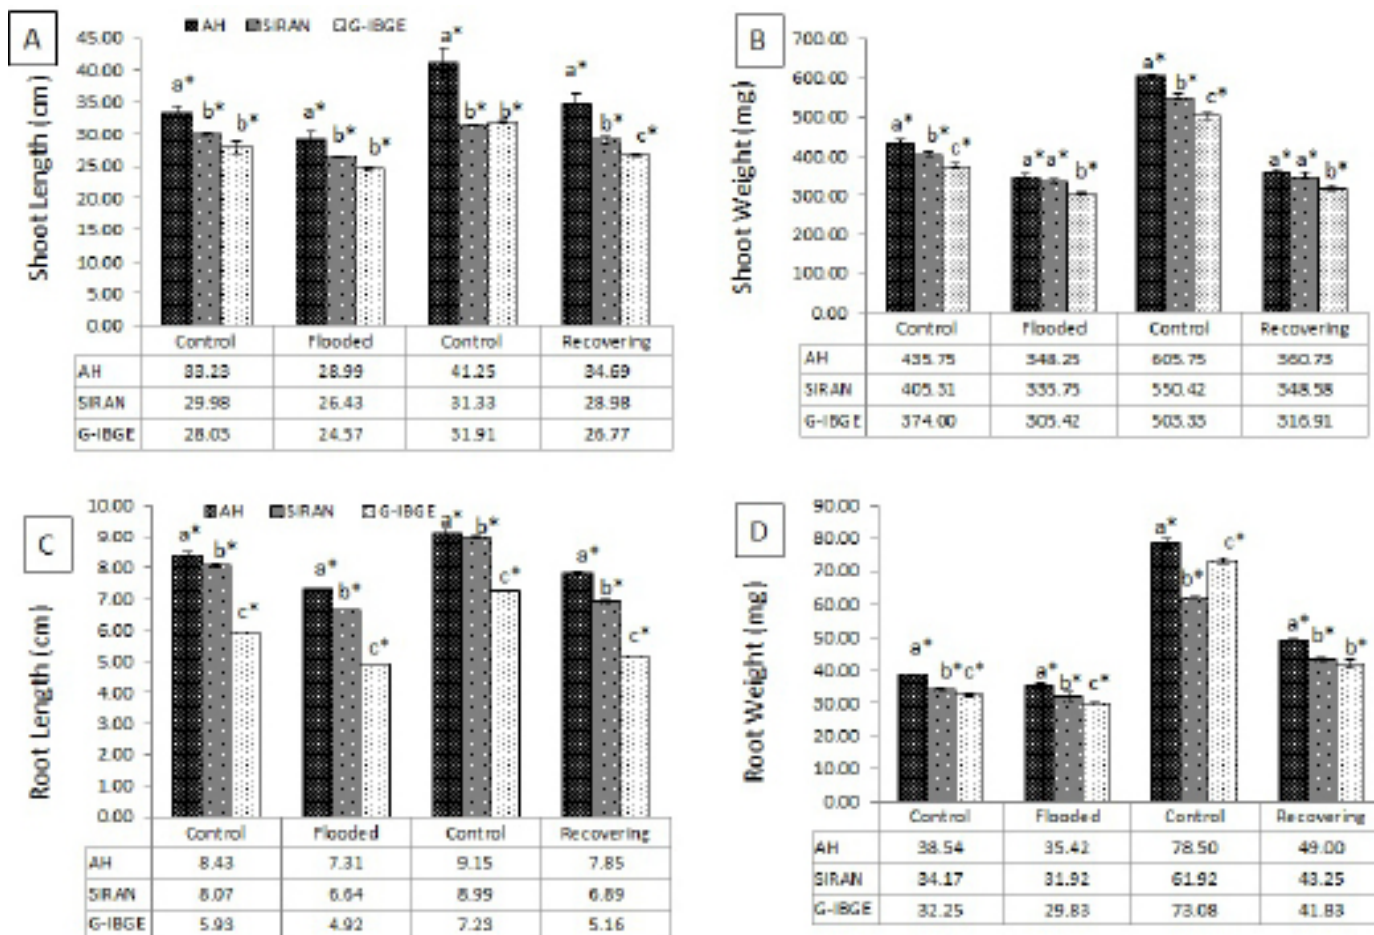 A
AH SIRAN G-IBGE
Shoot Length (cm)
45.00
40.00
35.00
30.00
25.00
20.00
15.00
10.00
5.00
0.00
a* b* b* a* b* b* a* b* b* a* b* c*
Control Flooded Control Recovering
AH 33.23 28.99 41.25 34.69
SIRAN 29.98 26.43 31.33 28.98
G-IBGE 28.03 24.57 31.91 26.77
B
Shoot Weight (mg)
700.00
600.00
500.00
400.00
300.00
200.00
100.00
0.00
a* b* c* a* a* b* a* b* c* a* a* b*
Control Flooded Control Recovering
AH 435.75 348.25 605.75 360.75
SIRAN 405.31 335.75 550.42 348.58
G-IBGE 374.00 305.42 503.33 316.91
C
AH SIRAN G-IBGE
Root Length (cm)
10.00
9.00
8.00
7.00
6.00
5.00
4.00
3.00
2.00
1.00
0.00
a* b* c* a* b* c* a* b* c* a* b* c*
Control Flooded Control Recovering
AH 8.43 7.31 9.15 7.85
SIRAN 8.07 6.64 8.99 6.89
G-IBGE 5.93 4.92 7.23 5.16
D
Root Weight (mg)
90.00
80.00
70.00
60.00
50.00
40.00
30.00
20.00
10.00
0.00
a* b* c* a* b* c* a* b* c* a* b* b*
Control Flooded Control Recovering
AH 38.54 35.42 78.50 49.00
SIRAN 34.17 31.92 61.92 43.25
G-IBGE 32.25 29.83 73.08 41.83